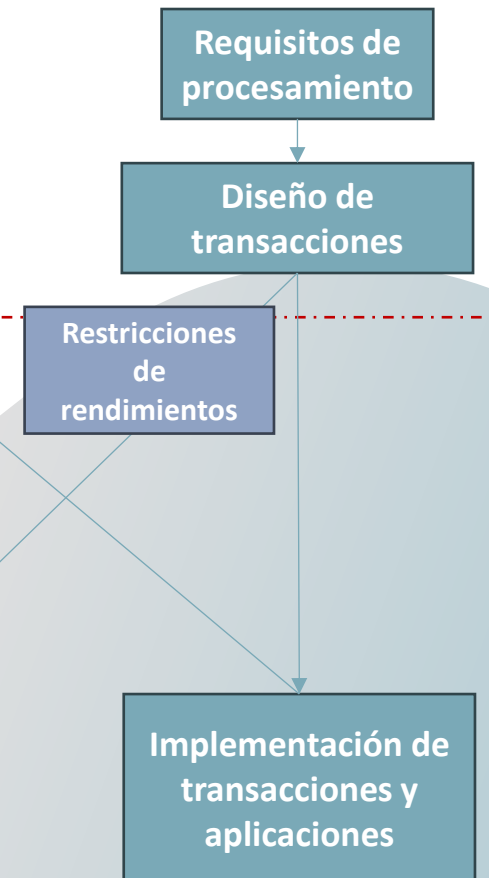 Requisitos de
procesamiento
Diseño de
transacciones
Restricciones
de
rendimientos
Implementación de
transacciones y
aplicaciones